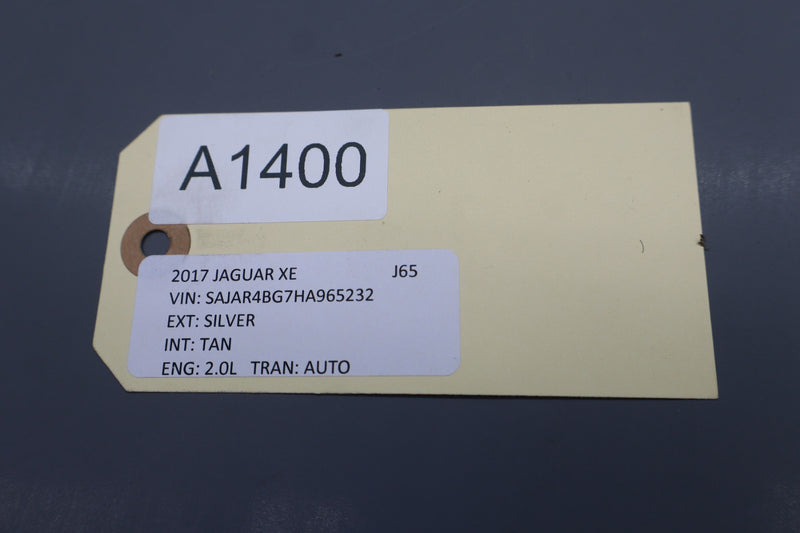 A1400
2017 JAGUAR XE J65
VIN: SAJAR4BG7HA965232
EXT: SILVER
INT: TAN
ENG: 2.0L TRAN: AUTO